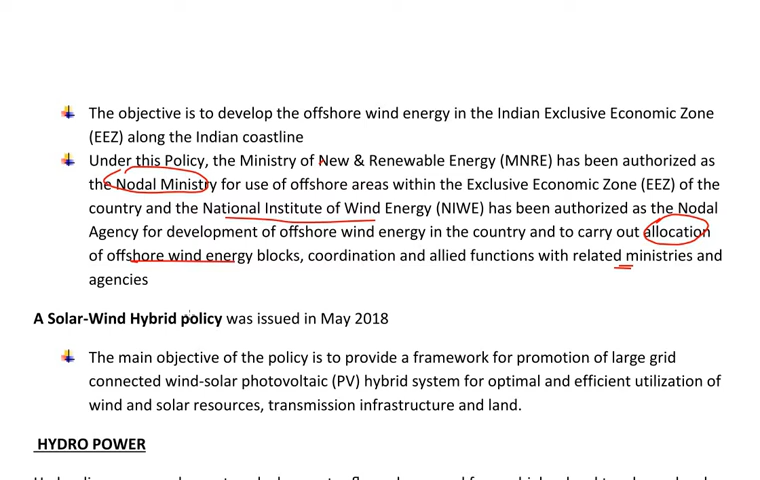 The objective is to develop the offshore wind energy in the Indian Exclusive Economic Zone
(EEZ) along the Indian coastline
Under this Policy, the Ministry of New & Renewable Energy (MNRE) has been authorized as
the Nodal Ministry for use of offshore areas within the Exclusive Economic Zone (EEZ) of the
country and the National Institute of Wind Energy (NIWE) has been authorized as the Nodal
Agency for development of offshore wind energy in the country and to carry out allocation
of offshore wind energy blocks, coordination and allied functions with related ministries and
agencies
A Solar-Wind Hybrid policy was issued in May 2018
The main objective of the policy is to provide a framework for promotion of large grid
connected wind-solar photovoltaic (PV) hybrid system for optimal and efficient utilization of
wind and solar resources, transmission infrastructure and land.
HYDRO POWER